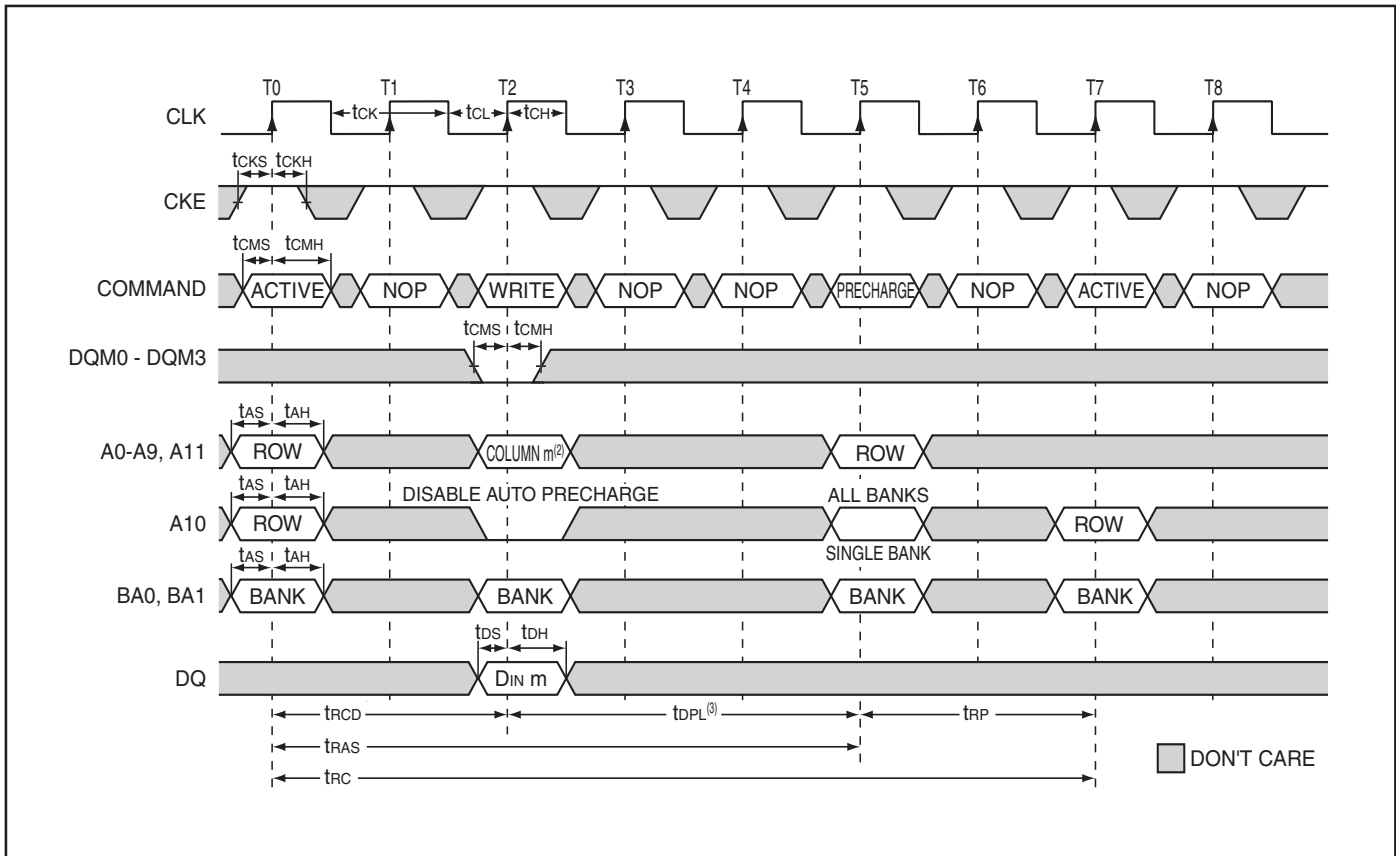 T0 T1 T2 T3 T4 T5 T6 T7 T8
CLK tCK tCL tCH
tCKS tCKH
CKE
tCMS tCMH
COMMAND ACTIVE NOP WRITE NOP NOP PRECHARGE NOP ACTIVE NOP
tCMS tCMH
DQM0 - DQM3
tAS tAH
A0-A9, A11 ROW COLUMN m(2) ROW
tAS tAH DISABLE AUTO PRECHARGE ALL BANKS
A10 ROW ROW
tAS tAH SINGLE BANK
BA0, BA1 BANK BANK BANK BANK
tDS tDH
DQ DIN m
tRCD tDPL(3) tRP
tRAS
DON'T CARE
tRC